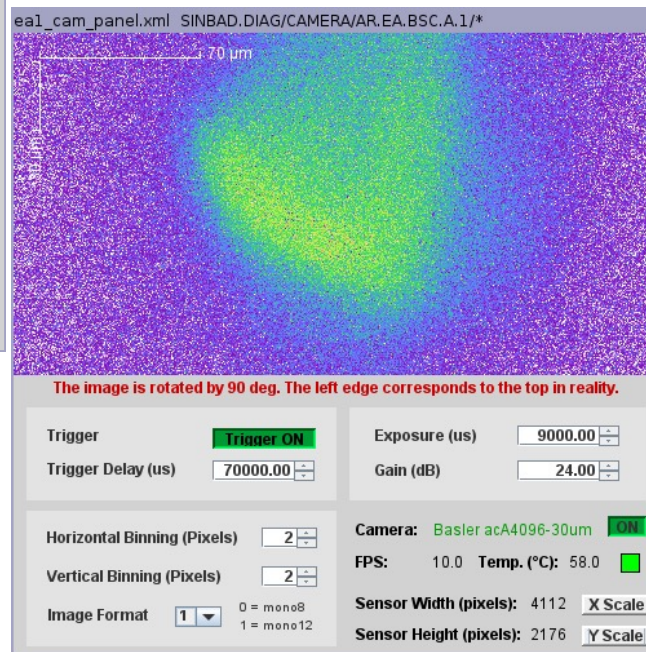 ea1_cam_panel.xml SINBAD.DIAG/CAMERA/AR.EA.BSC.A.1/*
70 µm
The image is rotated by 90 deg. The left edge corresponds to the top in reality.
Trigger Trigger ON
Trigger Delay (us) 70000.00
Exposure (us) 9000.00
Gain (dB) 24.00
Horizontal Binning (Pixels) 2
Vertical Binning (Pixels) 2
Image Format 1 0 = mono8
1 = mono12
Camera: Basler acA4096-30um ON
FPS: 10.0 Temp. (°C): 58.0
Sensor Width (pixels): 4112 X Scale
Sensor Height (pixels): 2176 Y Scale